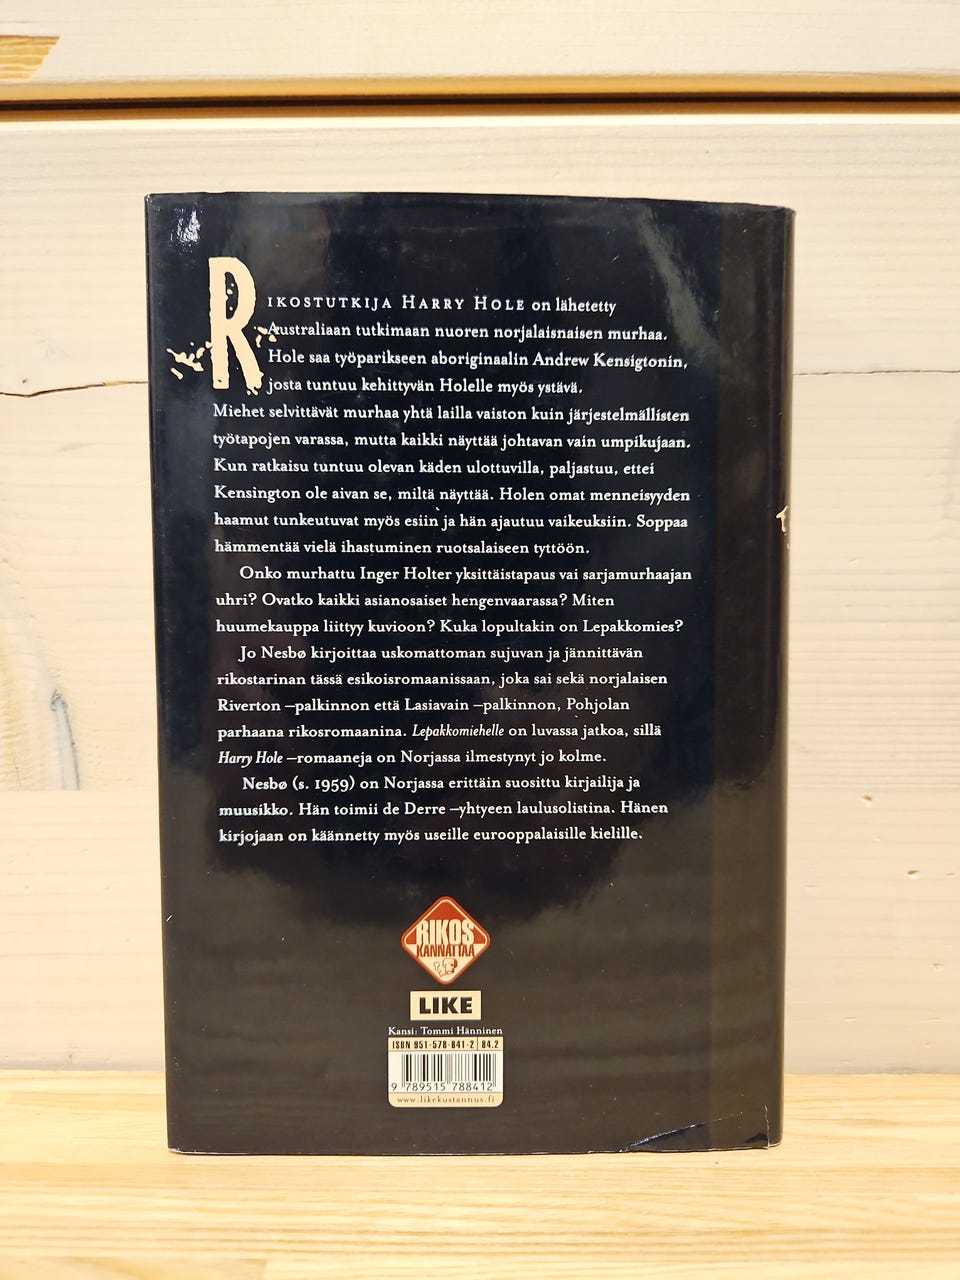 RIKOSTUTKIJA HARRY HOLE on lähetetty
Australiaan tutkimaan nuoren norjalaisnaisen murhaa.
Hole saa työparikseen aboriginaalin Andrew Kensigtonin,
josta tuntuu kehittyvän Holelle myös ystävä.
Miehet selvittävät murhaa yhtä lailla vaiston kuin järjestelmällisten
työtapojen varassa, mutta kaikki näyttää johtavan vain umpikujaan.
Kun ratkaisu tuntuu olevan käden ulottuvilla, paljastuu, ettei
Kensington ole aivan se, miltä näyttää. Holen omat menneisyyden
haamut tunkeutuvat myös esiin ja hän ajautuu vaikeuksiin. Soppaa
hämmentää vielä ihastuminen ruotsalaiseen tyttöön.
Onko murhattu Inger Holter yksittäistapaus vai sarjamurhaajan
uhri? Ovatko kaikki asianosaiset hengenvaarassa? Miten
huumekauppa liittyy kuvioon? Kuka lopultakin on Lepakkomies?
Jo Nesbø kirjoittaa uskomattoman sujuvan ja jännittävän
rikostarinan tässä esikoisromaanissaan, joka sai sekä norjalaisen
Riverton –palkinnon että Lasiavain –palkinnon, Pohjolan
parhaana rikosromaanina. Lepakkomiehelle on luvassa jatkoa, sillä
Harry Hole –romaaneja on Norjassa ilmestynyt jo kolme.
Nesbø (s. 1959) on Norjassa erittäin suosittu kirjailija ja
muusikko. Hän toimii de Derre –yhtyeen laulusolistina. Hänen
kirjojaan on käännetty myös useille eurooppalaisille kielille.
RIKOS
KANNATTAA
LIKE
Kansi: Tommi Hänninen
ISBN 951-578-841-2 84.2
9 789515 788412
www.likekustannus.fi